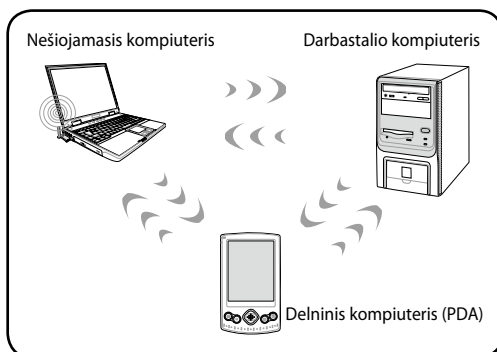 Nešiojamasis kompiuteris
Darbastalio kompiuteris
Delninis kompiuteris (PDA)